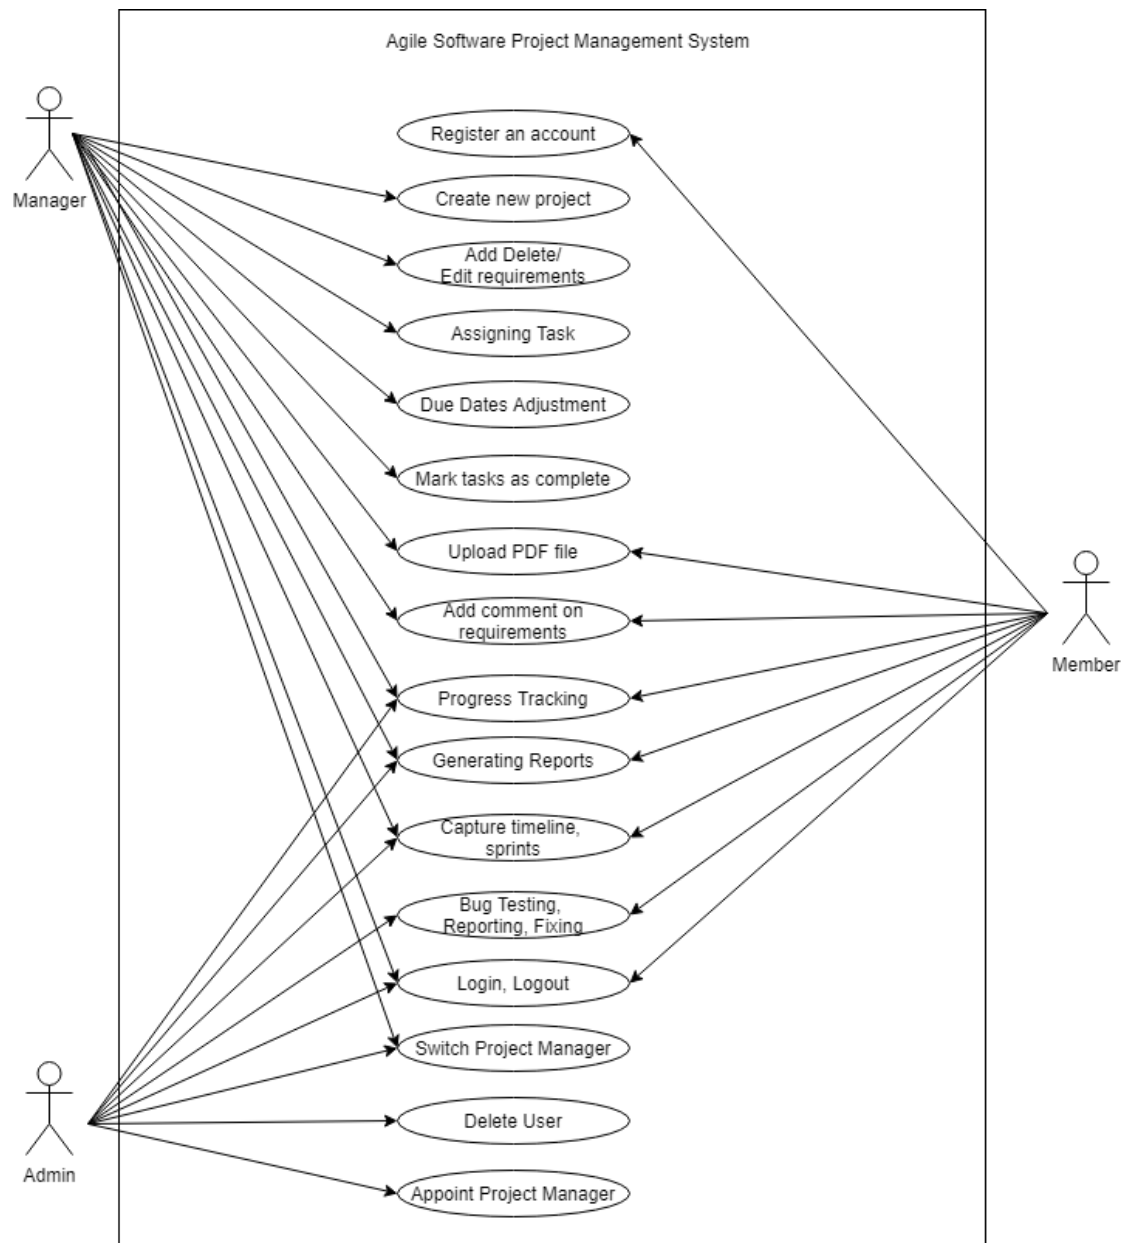 Agile Software Project Management System
Manager
Register an account
Create new project
Add Delete/
Edit requirements
Assigning Task
Due Dates Adjustment
Mark tasks as complete
Upload PDF file
Add comment on
requirements
Member
Progress Tracking
Generating Reports
Capture timeline,
sprints
Bug Testing,
Reporting, Fixing
Login, Logout
Switch Project Manager
Admin
Delete User
Appoint Project Manager